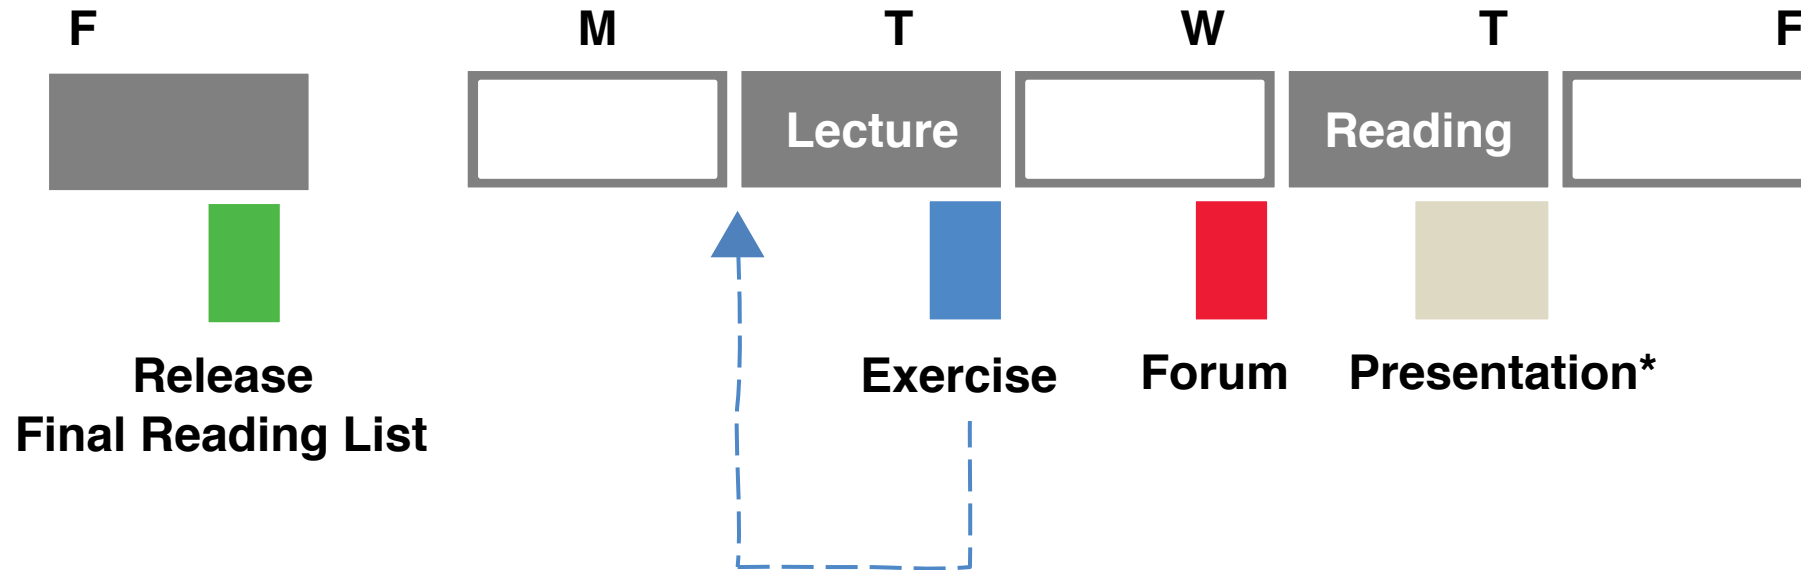 F M T W T F
Lecture Reading
Exercise Forum Presentation*
Release
Final Reading List